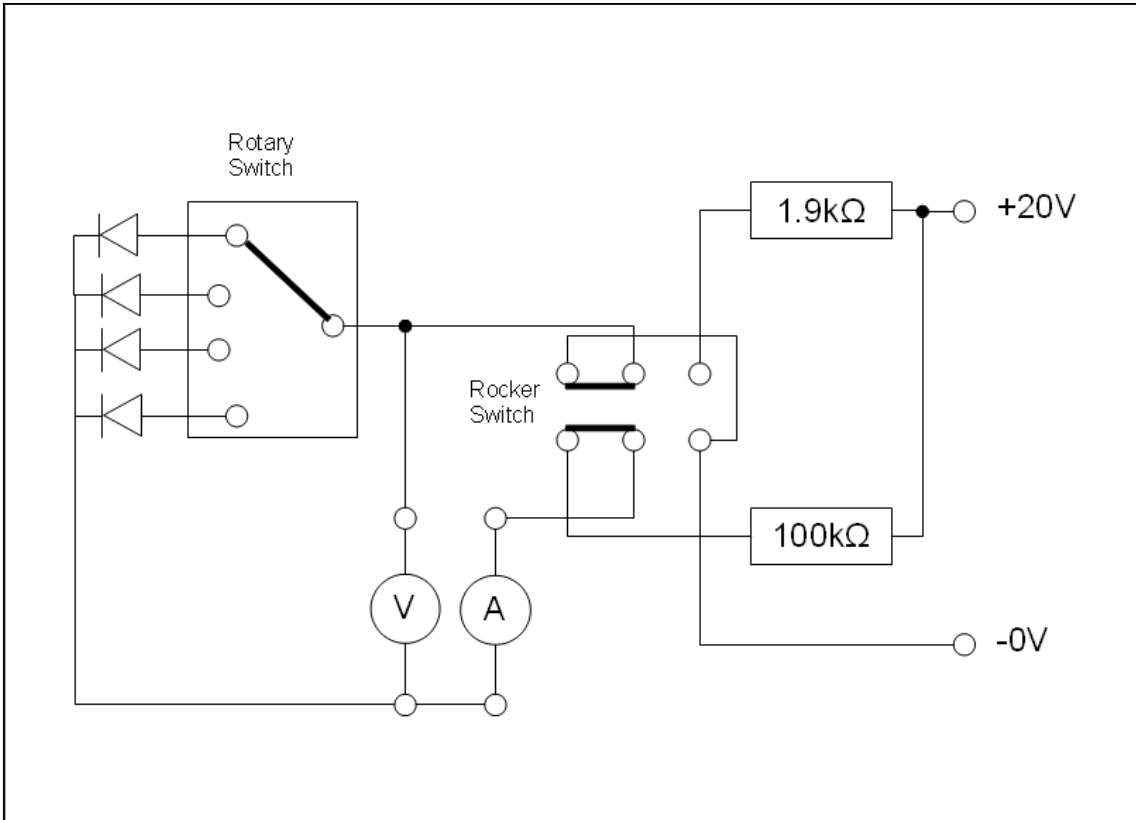 Rotary
Switch
1.9kΩ
+20V
Rocker
Switch
100kΩ
V
A
-0V